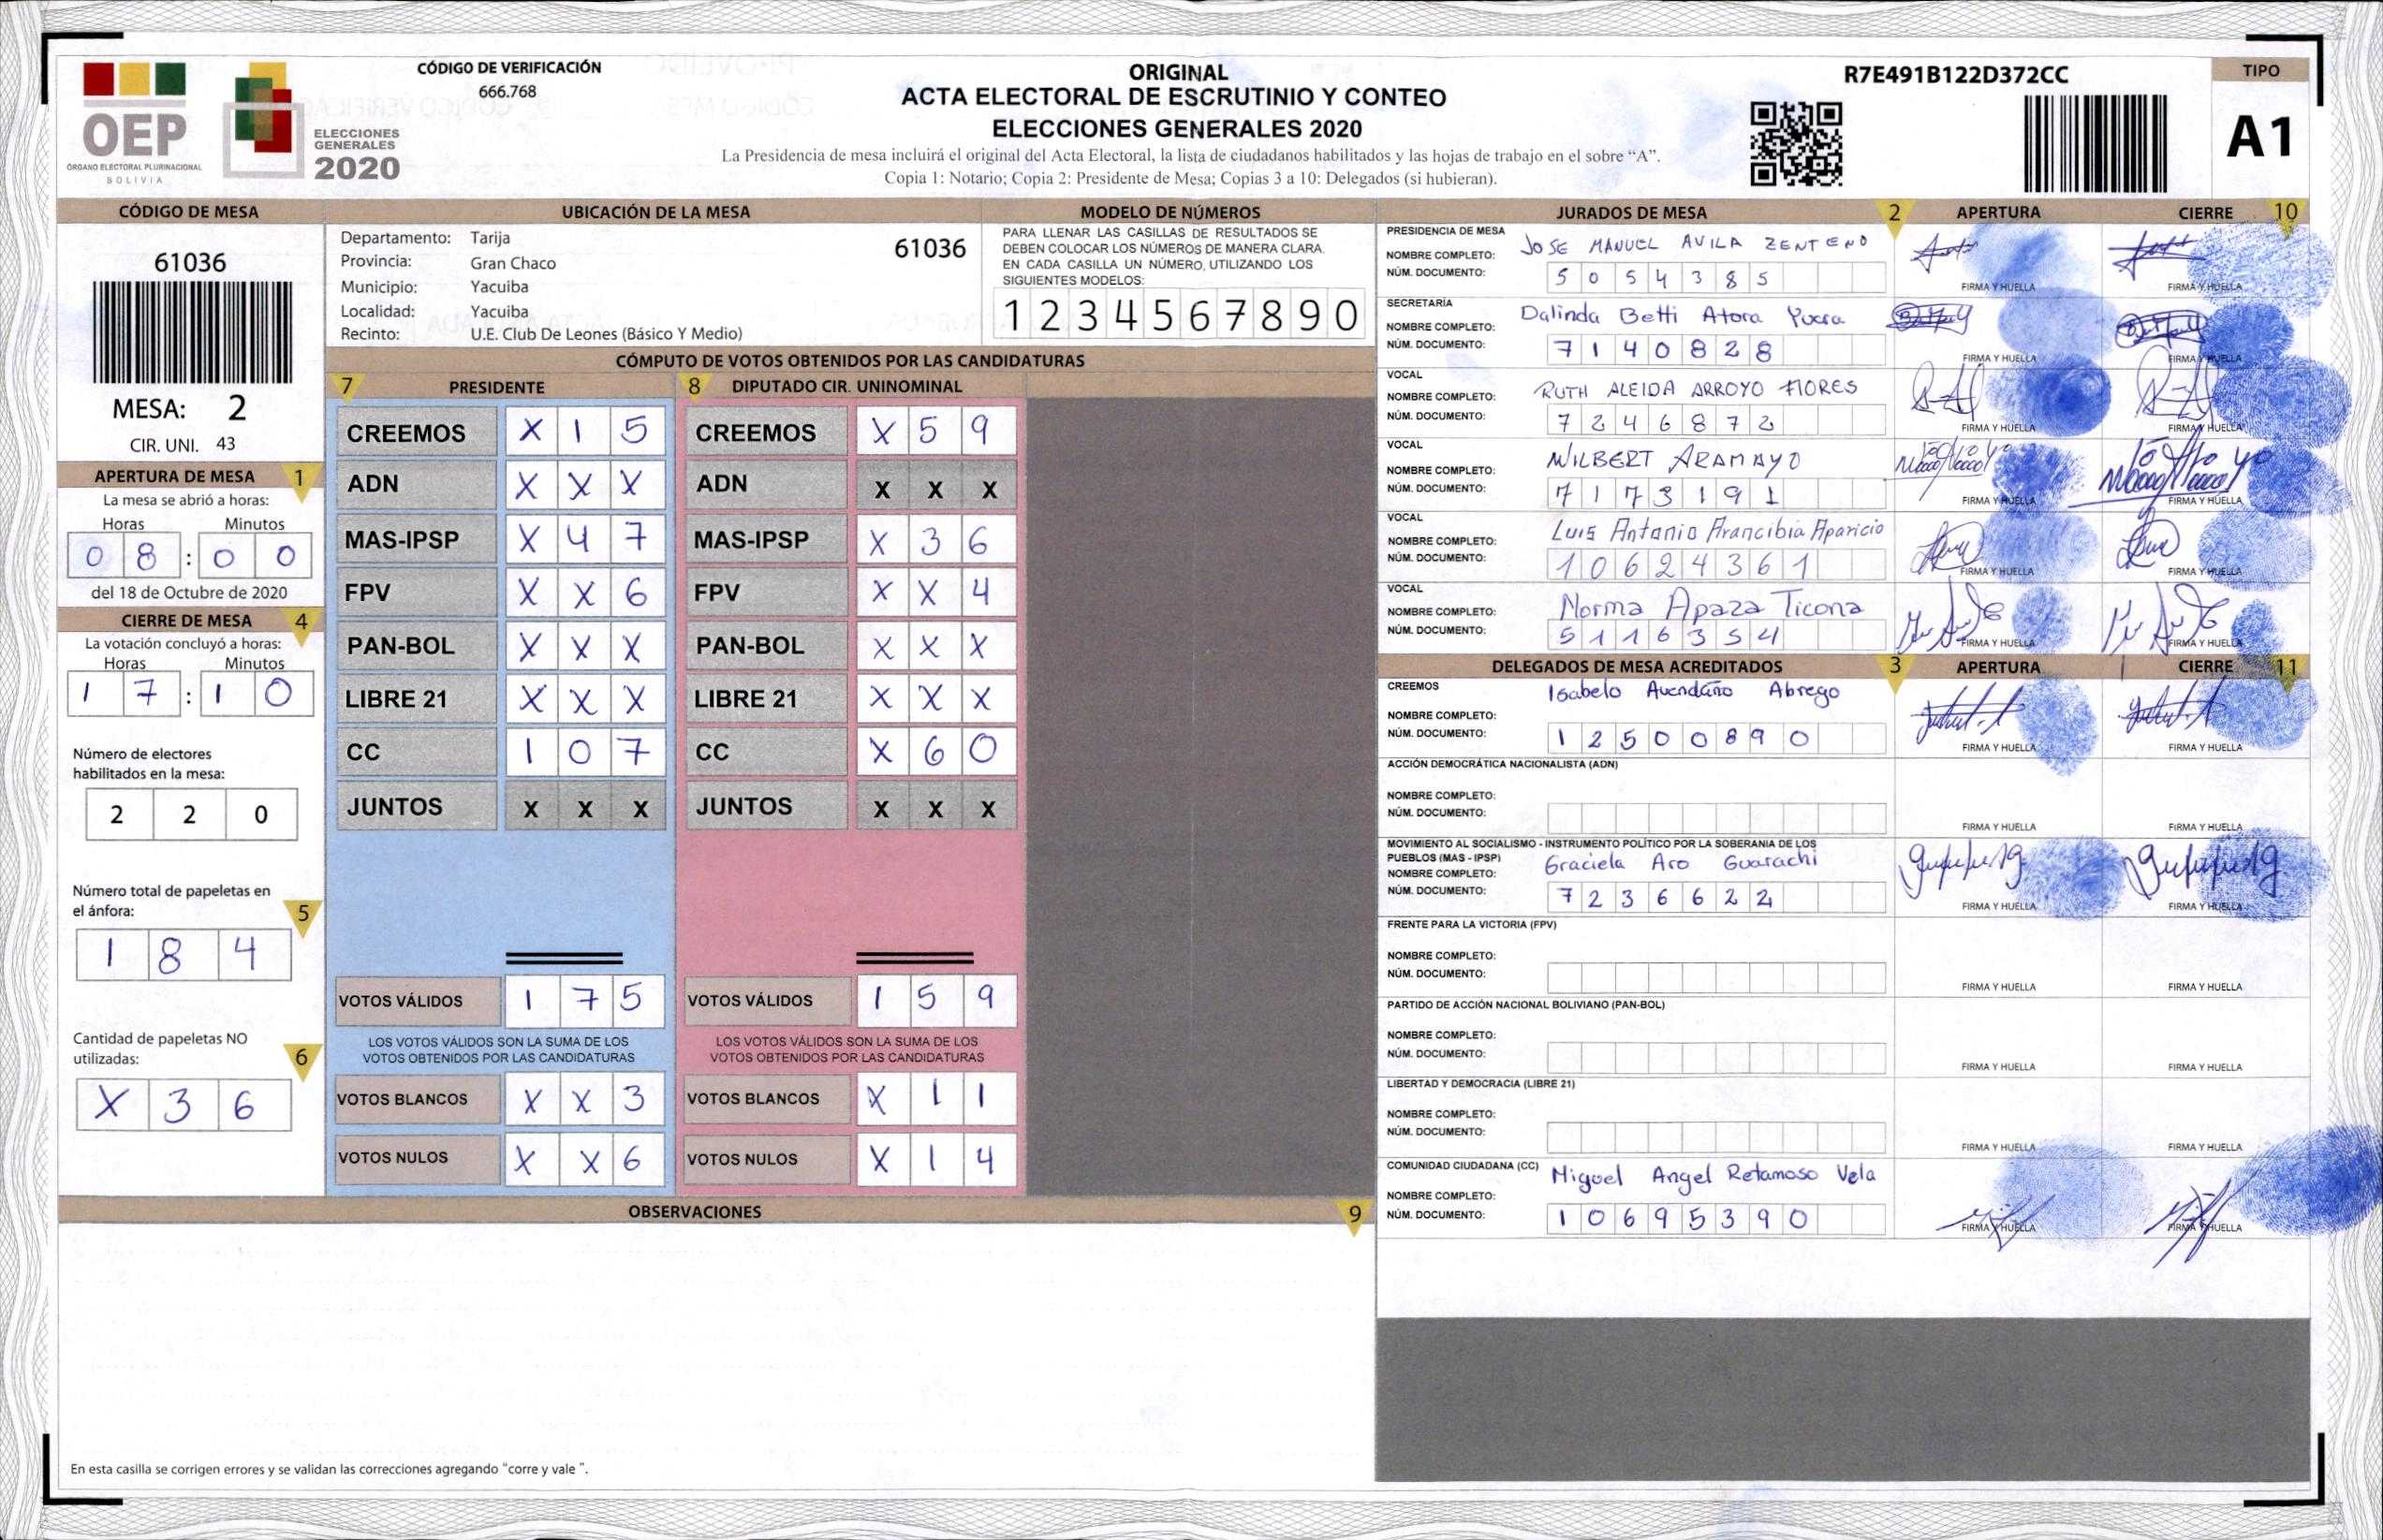 CÓDIGO DE VERIFICACIÓN
666.768
OEP
ÓRGANO ELECTORAL PLURINACIONAL
BOLIVIA
ELECCIONES
GENERALES
2020
ORIGINAL
ACTA ELECTORAL DE ESCRUTINIO Y CONTEO
ELECCIONES GENERALES 2020
La Presidencia de mesa incluirá el original del Acta Electoral, la lista de ciudadanos habilitados y las hojas de trabajo en el sobre “A”.
Copia 1: Notario; Copia 2: Presidente de Mesa; Copias 3 a 10: Delegados (si hubieran).
R7E491B122D372CC
TIPO
A1
CÓDIGO DE MESA
61036
MESA: 2
CIR. UNI. 43
APERTURA DE MESA 1
La mesa se abrió a horas:
Horas Minutos
0 8 : 0 0
del 18 de Octubre de 2020
CIERRE DE MESA 4
La votación concluyó a horas:
Horas Minutos
1 7 : 1 0
Número de electores
habilitados en la mesa:
2 2 0
Número total de papeletas en
el ánfora: 5
1 8 4
Cantidad de papeletas NO
utilizadas: 6
X 3 6
UBICACIÓN DE LA MESA
Departamento: Tarija 61036
Provincia: Gran Chaco
Municipio: Yacuiba
Localidad: Yacuiba
Recinto: U.E. Club De Leones (Básico Y Medio)
MODELO DE NÚMEROS
PARA LLENAR LAS CASILLAS DE RESULTADOS SE
DEBEN COLOCAR LOS NÚMEROS DE MANERA CLARA.
EN CADA CASILLA UN NÚMERO, UTILIZANDO LOS
SIGUIENTES MODELOS:
1 2 3 4 5 6 7 8 9 0
CÓMPUTO DE VOTOS OBTENIDOS POR LAS CANDIDATURAS
7 PRESIDENTE 8 DIPUTADO CIR. UNINOMINAL
CREEMOS X 1 5 CREEMOS X 5 9
ADN X X X ADN X X X
MAS-IPSP X 4 7 MAS-IPSP X 3 6
FPV X X 6 FPV X X 4
PAN-BOL X X X PAN-BOL X X X
LIBRE 21 X X X LIBRE 21 X X X
CC 1 0 7 CC X 6 0
JUNTOS X X X JUNTOS X X X
VOTOS VÁLIDOS 1 7 5 VOTOS VÁLIDOS 1 5 9
LOS VOTOS VÁLIDOS SON LA SUMA DE LOS LOS VOTOS VÁLIDOS SON LA SUMA DE LOS
VOTOS OBTENIDOS POR LAS CANDIDATURAS VOTOS OBTENIDOS POR LAS CANDIDATURAS
VOTOS BLANCOS X X 3 VOTOS BLANCOS X 1 1
VOTOS NULOS X X 6 VOTOS NULOS X 1 4
OBSERVACIONES 9
En esta casilla se corrigen errores y se validan las correcciones agregando “corre y vale ”.
JURADOS DE MESA 2 APERTURA CIERRE 10
PRESIDENCIA DE MESA
NOMBRE COMPLETO: JOSE MANUEL AVILA ZENTENO
NÚM. DOCUMENTO: 5 0 5 4 3 8 5
FIRMA Y HUELLA FIRMA Y HUELLA
SECRETARÍA
NOMBRE COMPLETO: Dalinda Betti Atora Yucra
NÚM. DOCUMENTO: 7 1 4 0 8 2 8
FIRMA Y HUELLA FIRMA Y HUELLA
VOCAL
NOMBRE COMPLETO: RUTH ALEIDA ARROYO FLORES
NÚM. DOCUMENTO: 7 2 4 6 8 7 2
FIRMA Y HUELLA FIRMA Y HUELLA
VOCAL
NOMBRE COMPLETO: WILBERT ARAMAYO
NÚM. DOCUMENTO: 7 1 7 3 1 9 1
FIRMA Y HUELLA FIRMA Y HUELLA
VOCAL
NOMBRE COMPLETO: Luis Antonio Arancibia Aparicio
NÚM. DOCUMENTO: 1 0 6 2 4 3 6 1
FIRMA Y HUELLA FIRMA Y HUELLA
VOCAL
NOMBRE COMPLETO: Norma Apaza Ticona
NÚM. DOCUMENTO: 5 1 1 6 3 5 4
FIRMA Y HUELLA FIRMA Y HUELLA
DELEGADOS DE MESA ACREDITADOS 3 APERTURA CIERRE 11
CREEMOS
NOMBRE COMPLETO: Isabelo Avendaño Abrego
NÚM. DOCUMENTO: 1 2 5 0 0 8 9 0
FIRMA Y HUELLA FIRMA Y HUELLA
ACCIÓN DEMOCRÁTICA NACIONALISTA (ADN)
NOMBRE COMPLETO:
NÚM. DOCUMENTO:
FIRMA Y HUELLA FIRMA Y HUELLA
MOVIMIENTO AL SOCIALISMO - INSTRUMENTO POLÍTICO POR LA SOBERANIA DE LOS
PUEBLOS (MAS - IPSP)
NOMBRE COMPLETO: Graciela Aro Guarachi
NÚM. DOCUMENTO: 7 2 3 6 6 2 2
FIRMA Y HUELLA FIRMA Y HUELLA
FRENTE PARA LA VICTORIA (FPV)
NOMBRE COMPLETO:
NÚM. DOCUMENTO:
FIRMA Y HUELLA FIRMA Y HUELLA
PARTIDO DE ACCIÓN NACIONAL BOLIVIANO (PAN-BOL)
NOMBRE COMPLETO:
NÚM. DOCUMENTO:
FIRMA Y HUELLA FIRMA Y HUELLA
LIBERTAD Y DEMOCRACIA (LIBRE 21)
NOMBRE COMPLETO:
NÚM. DOCUMENTO:
FIRMA Y HUELLA FIRMA Y HUELLA
COMUNIDAD CIUDADANA (CC)
NOMBRE COMPLETO: Miguel Angel Retamoso Vela
NÚM. DOCUMENTO: 1 0 6 9 5 3 9 0
FIRMA Y HUELLA FIRMA Y HUELLA